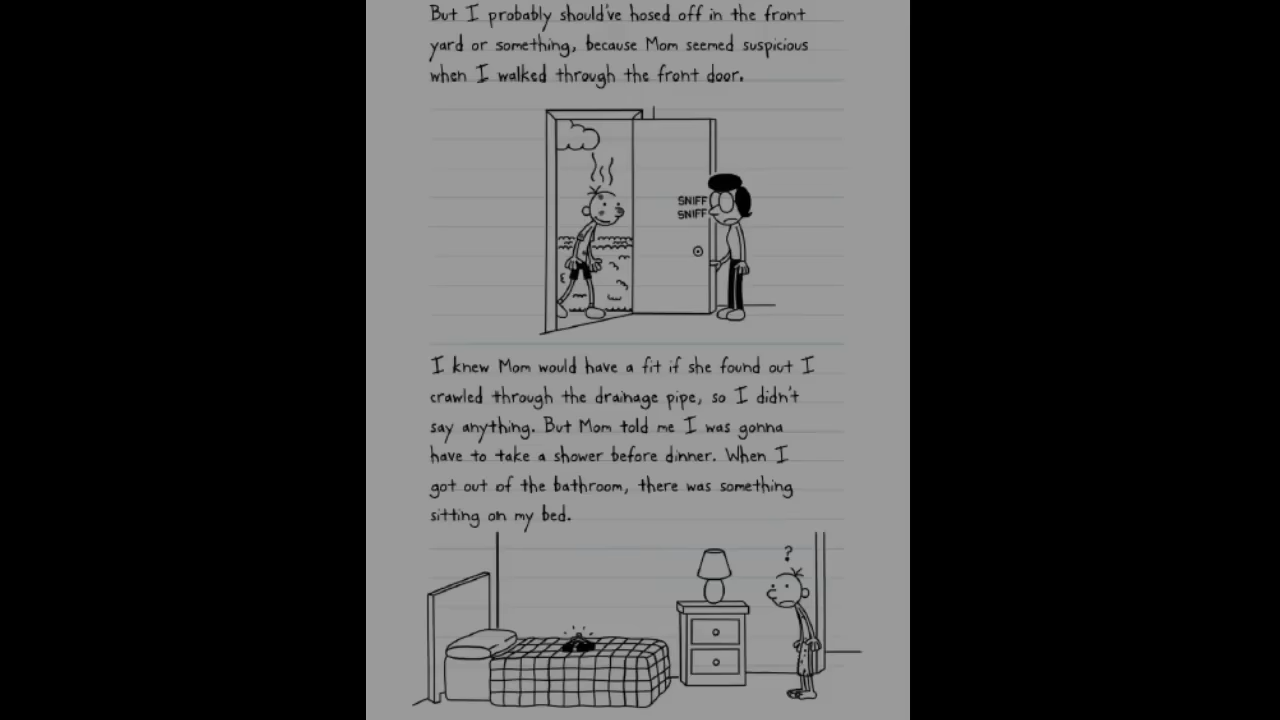 But I probably should've hosed off in the front
yard or something, because Mom seemed suspicious
when I walked through the front door.
SNIFF
SNIFF
I knew Mom would have a fit if she found out I
crawled through the drainage pipe, so I didn't
say anything. But Mom told me I was gonna
have to take a shower before dinner. When I
got out of the bathroom, there was something
sitting on my bed.
?